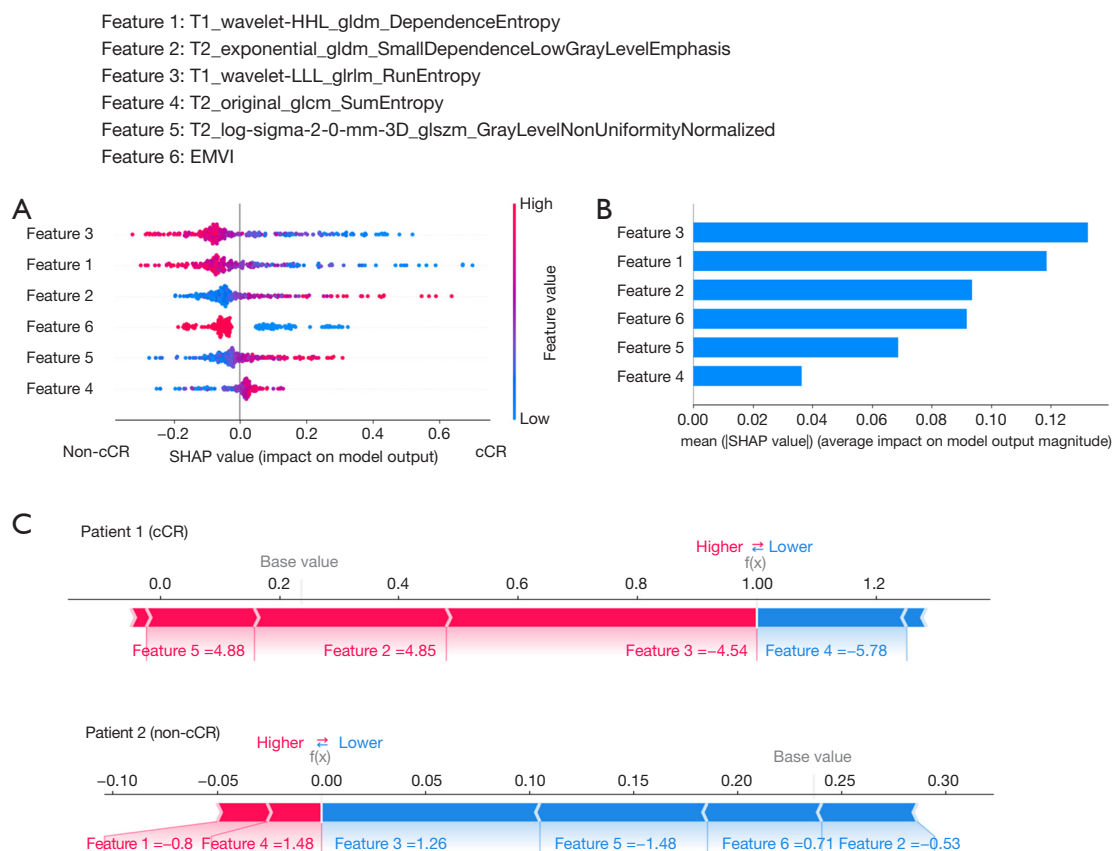 Feature 1: T1_wavelet-HHL_gldm_DependenceEntropy
Feature 2: T2_exponential_gldm_SmallDependenceLowGrayLevelEmphasis
Feature 3: T1_wavelet-LLL_glrlm_RunEntropy
Feature 4: T2_original_glcm_SumEntropy
Feature 5: T2_log-sigma-2-0-mm-3D_glszm_GrayLevelNonUniformityNormalized
Feature 6: EMVI
A
Feature 3
Feature 1
Feature 2
Feature 6
Feature 5
Feature 4
−0.2 0.0 0.2 0.4 0.6
Non-cCR SHAP value (impact on model output) cCR
High
Feature value
Low
B
Feature 3
Feature 1
Feature 2
Feature 6
Feature 5
Feature 4
0.00 0.02 0.04 0.06 0.08 0.10 0.12
mean (|SHAP value|) (average impact on model output magnitude)
C
Patient 1 (cCR)
Higher ⇄ Lower
Base value f(x)
0.0 0.2 0.4 0.6 0.8 1.00 1.2
Feature 5 =4.88 Feature 2 =4.85 Feature 3 =−4.54 Feature 4 =−5.78
Patient 2 (non-cCR)
Higher ⇄ Lower
f(x) Base value
−0.10 −0.05 0.00 0.05 0.10 0.15 0.20 0.25 0.30
Feature 1 =−0.8 Feature 4 =1.48 Feature 3 =1.26 Feature 5 =−1.48 Feature 6 =0.71 Feature 2 =−0.53